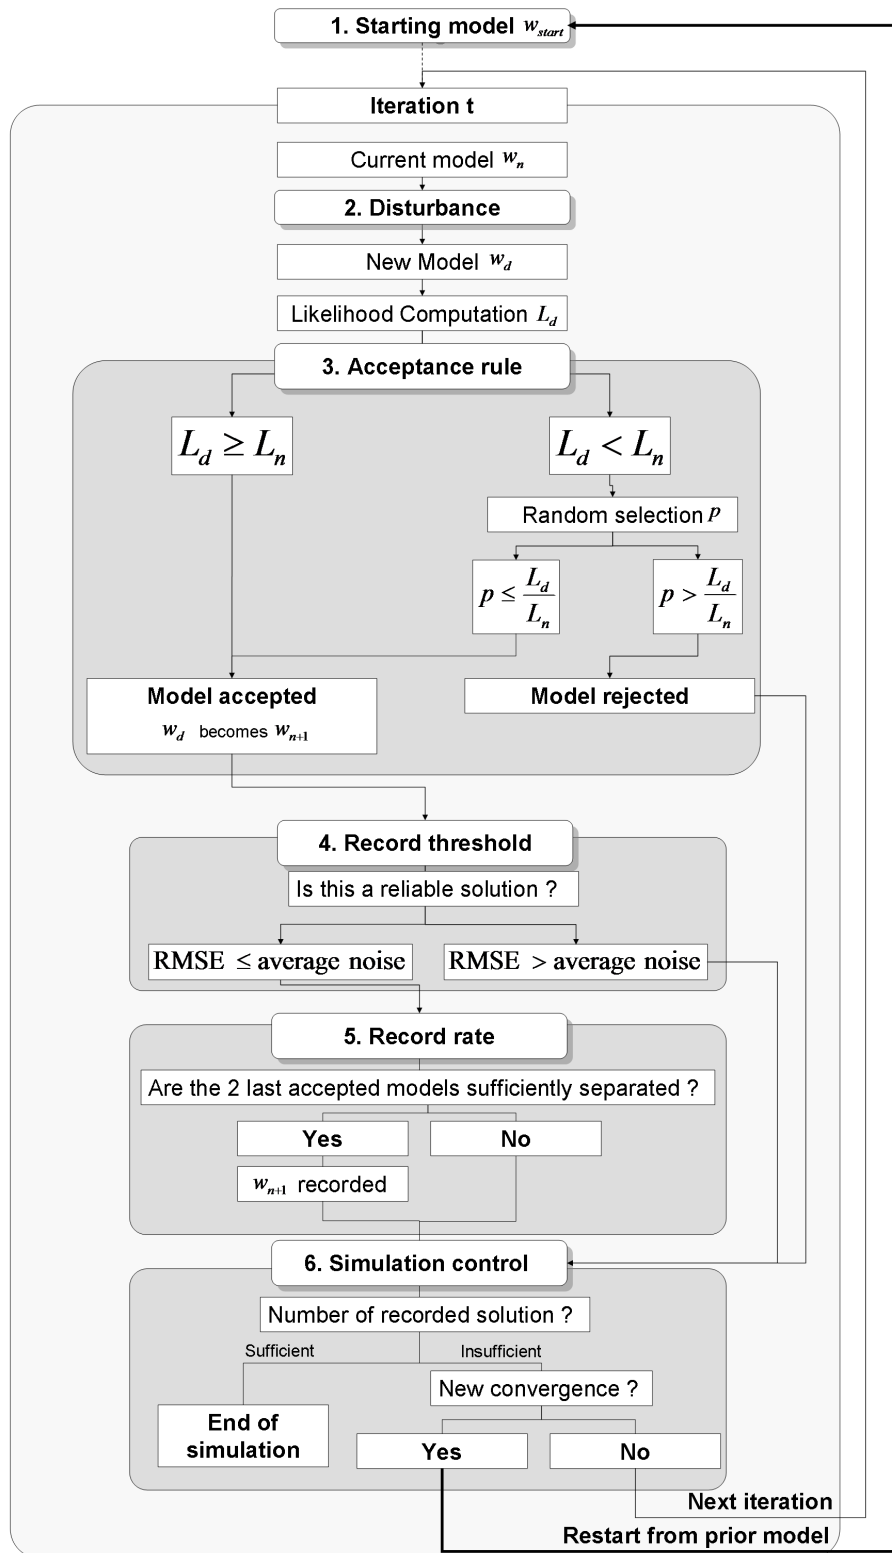 1. Starting model w_start
Iteration t
Current model w_n
2. Disturbance
New Model w_d
Likelihood Computation L_d
3. Acceptance rule
L_d ≥ L_n
L_d < L_n
Random selection p
p ≤ L_d / L_n
p > L_d / L_n
Model accepted
w_d becomes w_n+1
Model rejected
4. Record threshold
Is this a reliable solution ?
RMSE ≤ average noise
RMSE > average noise
5. Record rate
Are the 2 last accepted models sufficiently separated ?
Yes
No
w_n+1 recorded
6. Simulation control
Number of recorded solution ?
Sufficient
Insufficient
New convergence ?
End of
simulation
Yes
No
Next iteration
Restart from prior model